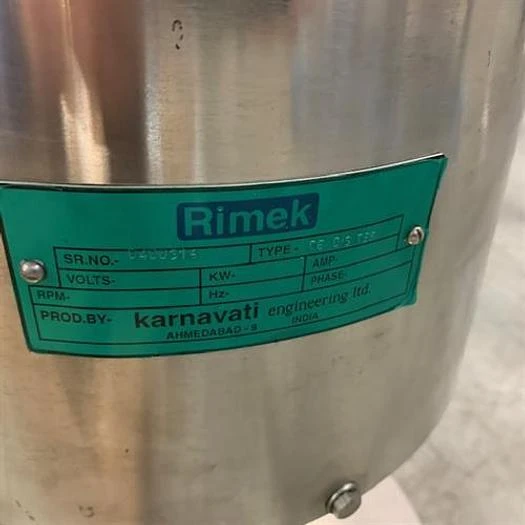 Rimek
SR.NO.- TYPE -
VOLTS- KW- AMP-
RPM- Hz- PHASE-
PROD.BY- karnavati engineering ltd.
AHMEDABAD - 9 INDIA